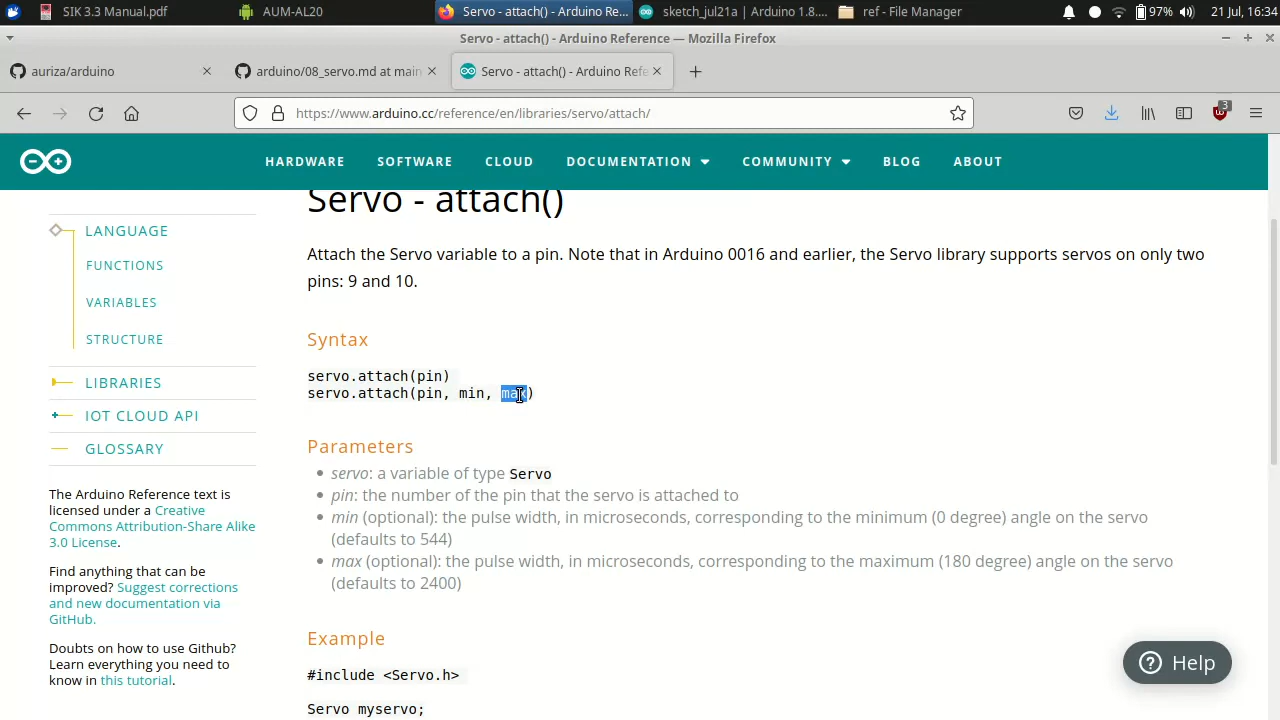 SIK 3.3 Manual.pdf
AUM-AL20
Servo - attach() - Arduino Re...
sketch_jul21a | Arduino 1.8....
ref - File Manager
97%
21 Jul, 16:34
Servo - attach() - Arduino Reference — Mozilla Firefox
auriza/arduino
arduino/08_servo.md at main
Servo - attach() - Arduino Refe
https://www.arduino.cc/reference/en/libraries/servo/attach/
3
HARDWARE
SOFTWARE
CLOUD
DOCUMENTATION
COMMUNITY
BLOG
ABOUT
LANGUAGE
FUNCTIONS
VARIABLES
STRUCTURE
LIBRARIES
IOT CLOUD API
GLOSSARY
The Arduino Reference text is
licensed under a Creative
Commons Attribution-Share Alike
3.0 License.
Find anything that can be
improved? Suggest corrections
and new documentation via
GitHub.
Doubts on how to use Github?
Learn everything you need to
know in this tutorial.
Servo - attach()
Attach the Servo variable to a pin. Note that in Arduino 0016 and earlier, the Servo library supports servos on only two
pins: 9 and 10.
Syntax
servo.attach(pin)
servo.attach(pin, min, max)
Parameters
servo: a variable of type Servo
pin: the number of the pin that the servo is attached to
min (optional): the pulse width, in microseconds, corresponding to the minimum (0 degree) angle on the servo
(defaults to 544)
max (optional): the pulse width, in microseconds, corresponding to the maximum (180 degree) angle on the servo
(defaults to 2400)
Example
#include <Servo.h>
Servo myservo;
Help